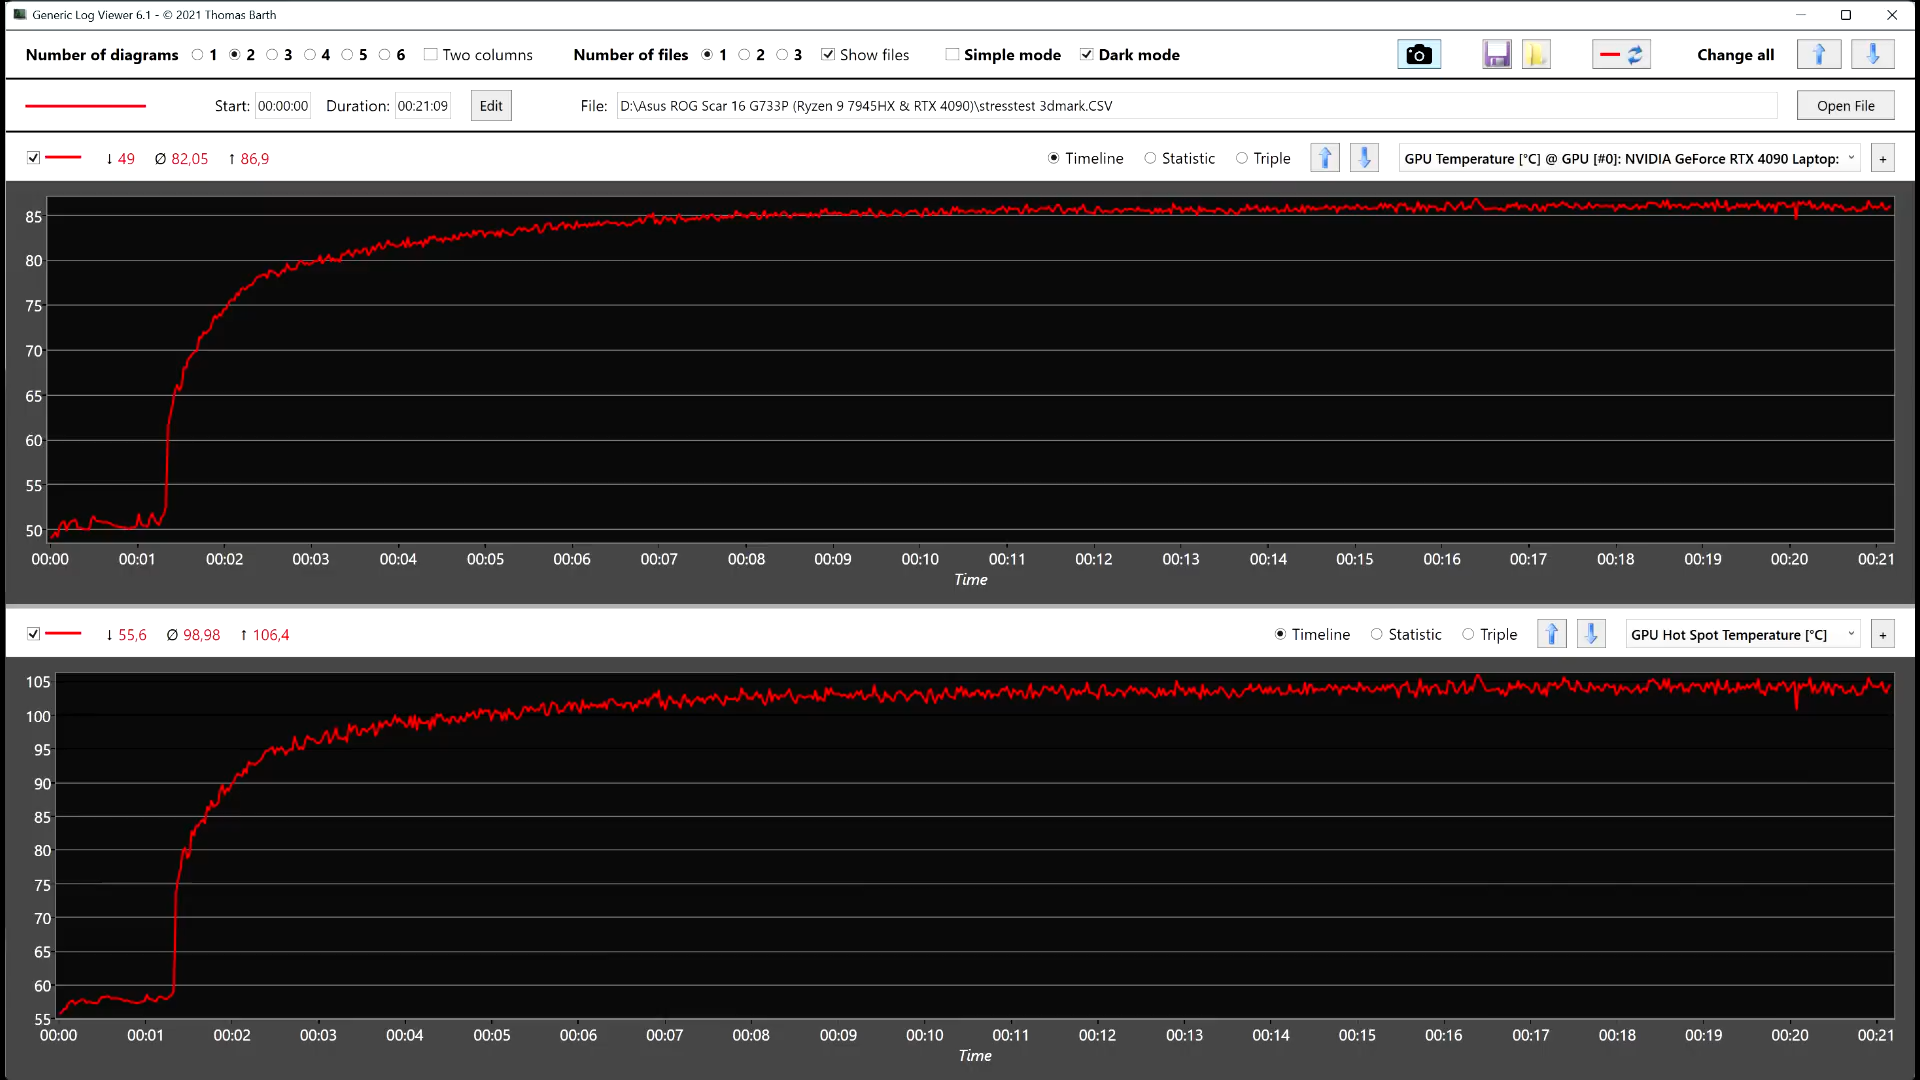 Generic Log Viewer 6.1 - © 2021 Thomas Barth
Number of diagrams 1 2 3 4 5 6 Two columns Number of files 1 2 3 Show files Simple mode Dark mode Change all
Start: 00:00:00 Duration: 00:21:09 Edit File: D:\Asus ROG Scar 16 G733P (Ryzen 9 7945HX & RTX 4090)\stresstest 3dmark.CSV Open File
↓ 49 Ø 82,05 ↑ 86,9 Timeline Statistic Triple GPU Temperature [°C] @ GPU [#0]: NVIDIA GeForce RTX 4090 Laptop: +
85
80
75
70
65
60
55
50
00:00 00:01 00:02 00:03 00:04 00:05 00:06 00:07 00:08 00:09 00:10 00:11 00:12 00:13 00:14 00:15 00:16 00:17 00:18 00:19 00:20 00:21
Time
↓ 55,6 Ø 98,98 ↑ 106,4 Timeline Statistic Triple GPU Hot Spot Temperature [°C] +
105
100
95
90
85
80
75
70
65
60
55
00:00 00:01 00:02 00:03 00:04 00:05 00:06 00:07 00:08 00:09 00:10 00:11 00:12 00:13 00:14 00:15 00:16 00:17 00:18 00:19 00:20 00:21
Time